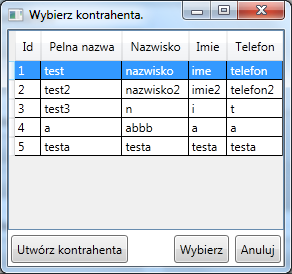 Wybierz kontrahenta.
Id Pelna nazwa Nazwisko Imie Telefon
1 test nazwisko ime telefon
2 test2 nazwisko2 imie2 telefon2
3 test3 n i t
4 a abbb a a
5 testa testa testa testa
Utwórz kontrahenta Wybierz Anuluj